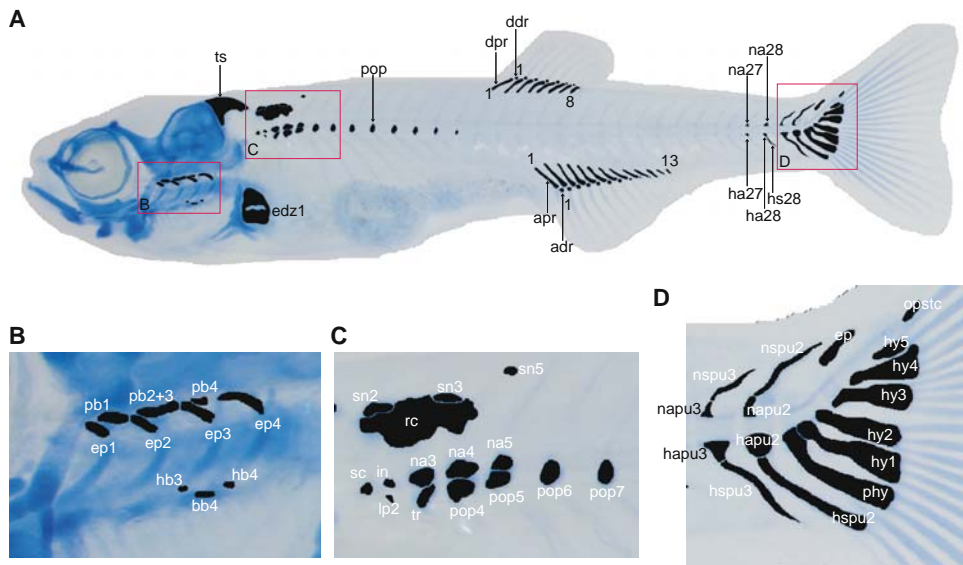 A
ts
pop
dpr
ddr
1
1
8
na27
na28
C
B
D
edz1
1
13
apr
1
adr
ha27
ha28
hs28
B
pb1
pb2+3
pb4
ep1
ep2
ep3
ep4
hb3
hb4
bb4
C
sn2
sn3
sn5
rc
sc
in
lp2
na3
na4
na5
tr
pop4
pop5
pop6
pop7
D
opstc
ep
nspu2
nspu3
hy5
hy4
hy3
napu3
napu2
hapu3
hapu2
hy2
hy1
hspu3
phy
hspu2